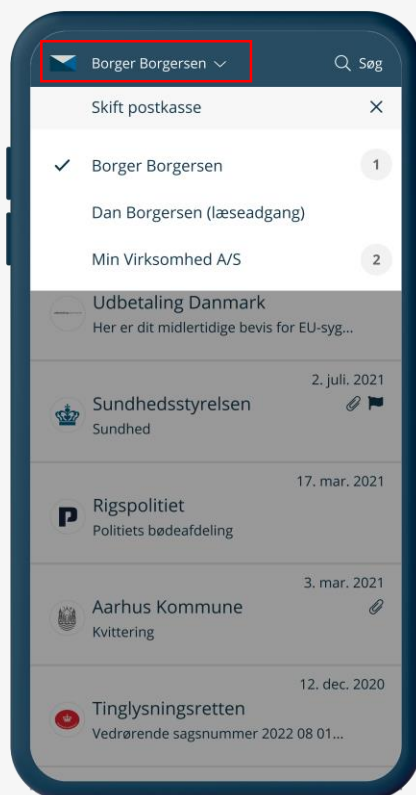 Borger Borgersen
Søg
Skift postkasse
Borger Borgersen
1
Dan Borgersen (læseadgang)
Min Virksomhed A/S
2
Udbetaling Danmark
Her er dit midlertidige bevis for EU-syg...
2. juli. 2021
Sundhedsstyrelsen
Sundhed
17. mar. 2021
P
Rigspolitiet
Politiets bødeafdeling
3. mar. 2021
Aarhus Kommune
Kvittering
12. dec. 2020
Tinglysningsretten
Vedrørende sagsnummer 2022 08 01...